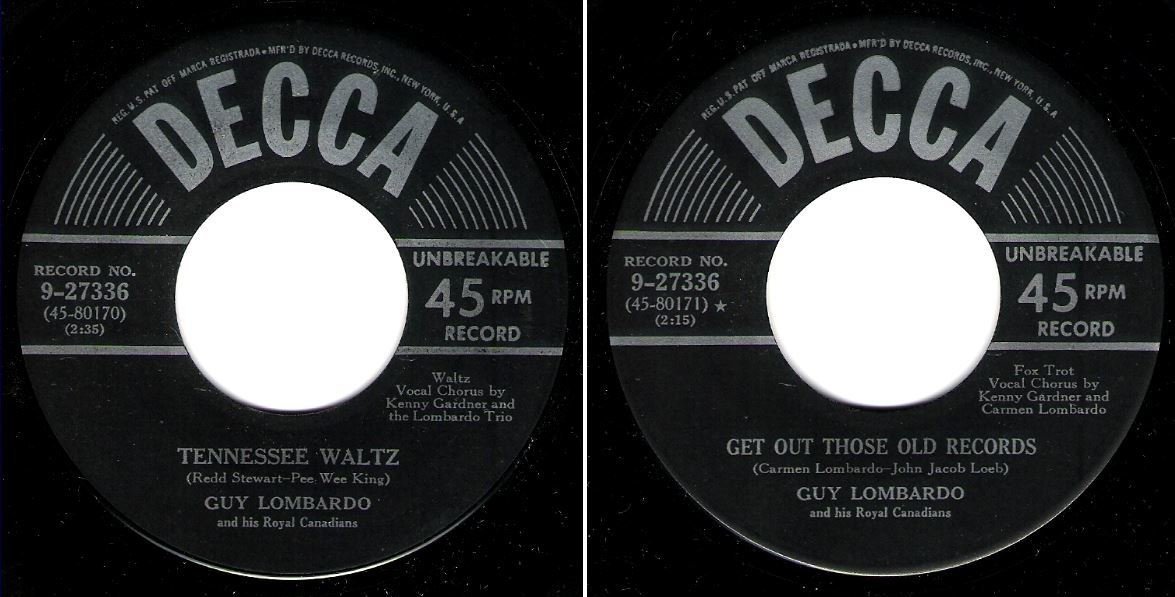 REG. U.S. PAT OFF MARCA REGISTRADA • MFR'D BY DECCA RECORDS, INC., NEW YORK, U.S.A
DECCA
RECORD NO.
9-27336
(45-80170)
(2:35)
UNBREAKABLE
45 RPM
RECORD
Waltz
Vocal Chorus by
Kenny Gardner and
the Lombardo Trio
TENNESSEE WALTZ
(Redd Stewart-Pee Wee King)
GUY LOMBARDO
and his Royal Canadians
REG. U.S. PAT OFF MARCA REGISTRADA • MFR'D BY DECCA RECORDS, INC., NEW YORK, U.S.A
DECCA
RECORD NO.
9-27336
(45-80171) ★
(2:15)
UNBREAKABLE
45 RPM
RECORD
Fox Trot
Vocal Chorus by
Kenny Gardner and
Carmen Lombardo
GET OUT THOSE OLD RECORDS
(Carmen Lombardo-John Jacob Loeb)
GUY LOMBARDO
and his Royal Canadians